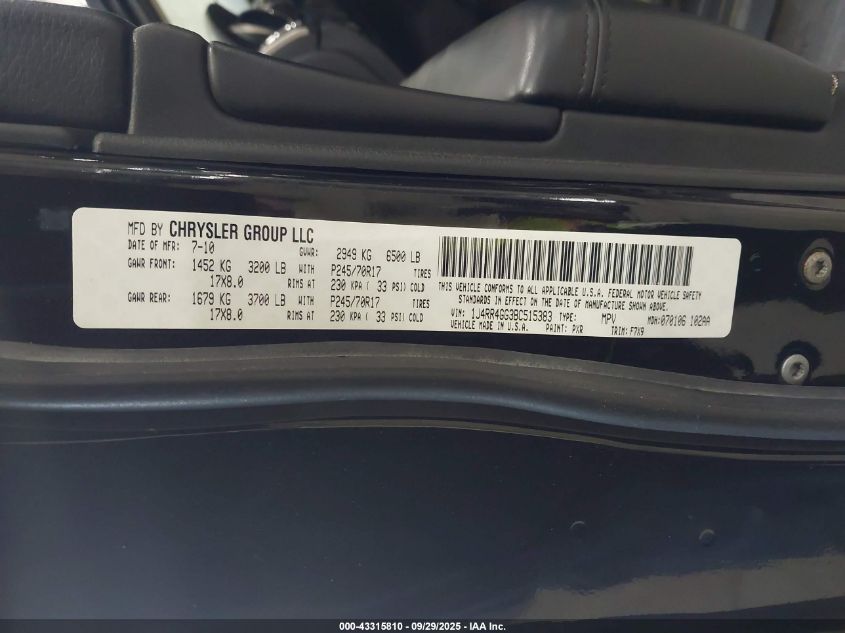 MFD BY CHRYSLER GROUP LLC
DATE OF MFR: 7-10 GVWR: 2949 KG 6500 LB
GAWR FRONT: 1452 KG 3200 LB WITH P245/70R17 TIRES
17X8.0 RIMS AT 230 KPA ( 33 PSI) COLD
GAWR REAR: 1679 KG 3700 LB WITH P245/70R17 TIRES
17X8.0 RIMS AT 230 KPA ( 33 PSI) COLD
THIS VEHICLE CONFORMS TO ALL APPLICABLE U.S.A. FEDERAL MOTOR VEHICLE SAFETY
STANDARDS IN EFFECT ON THE DATE OF MANUFACTURE SHOWN ABOVE.
VIN: 1J4RR4GG3BC515383 TYPE: MPV MDH: 070106 102AA
VEHICLE MADE IN U.S.A. PAINT: PXR TRIM: F7X9
000-43315810 - 09/29/2025 - IAA Inc.